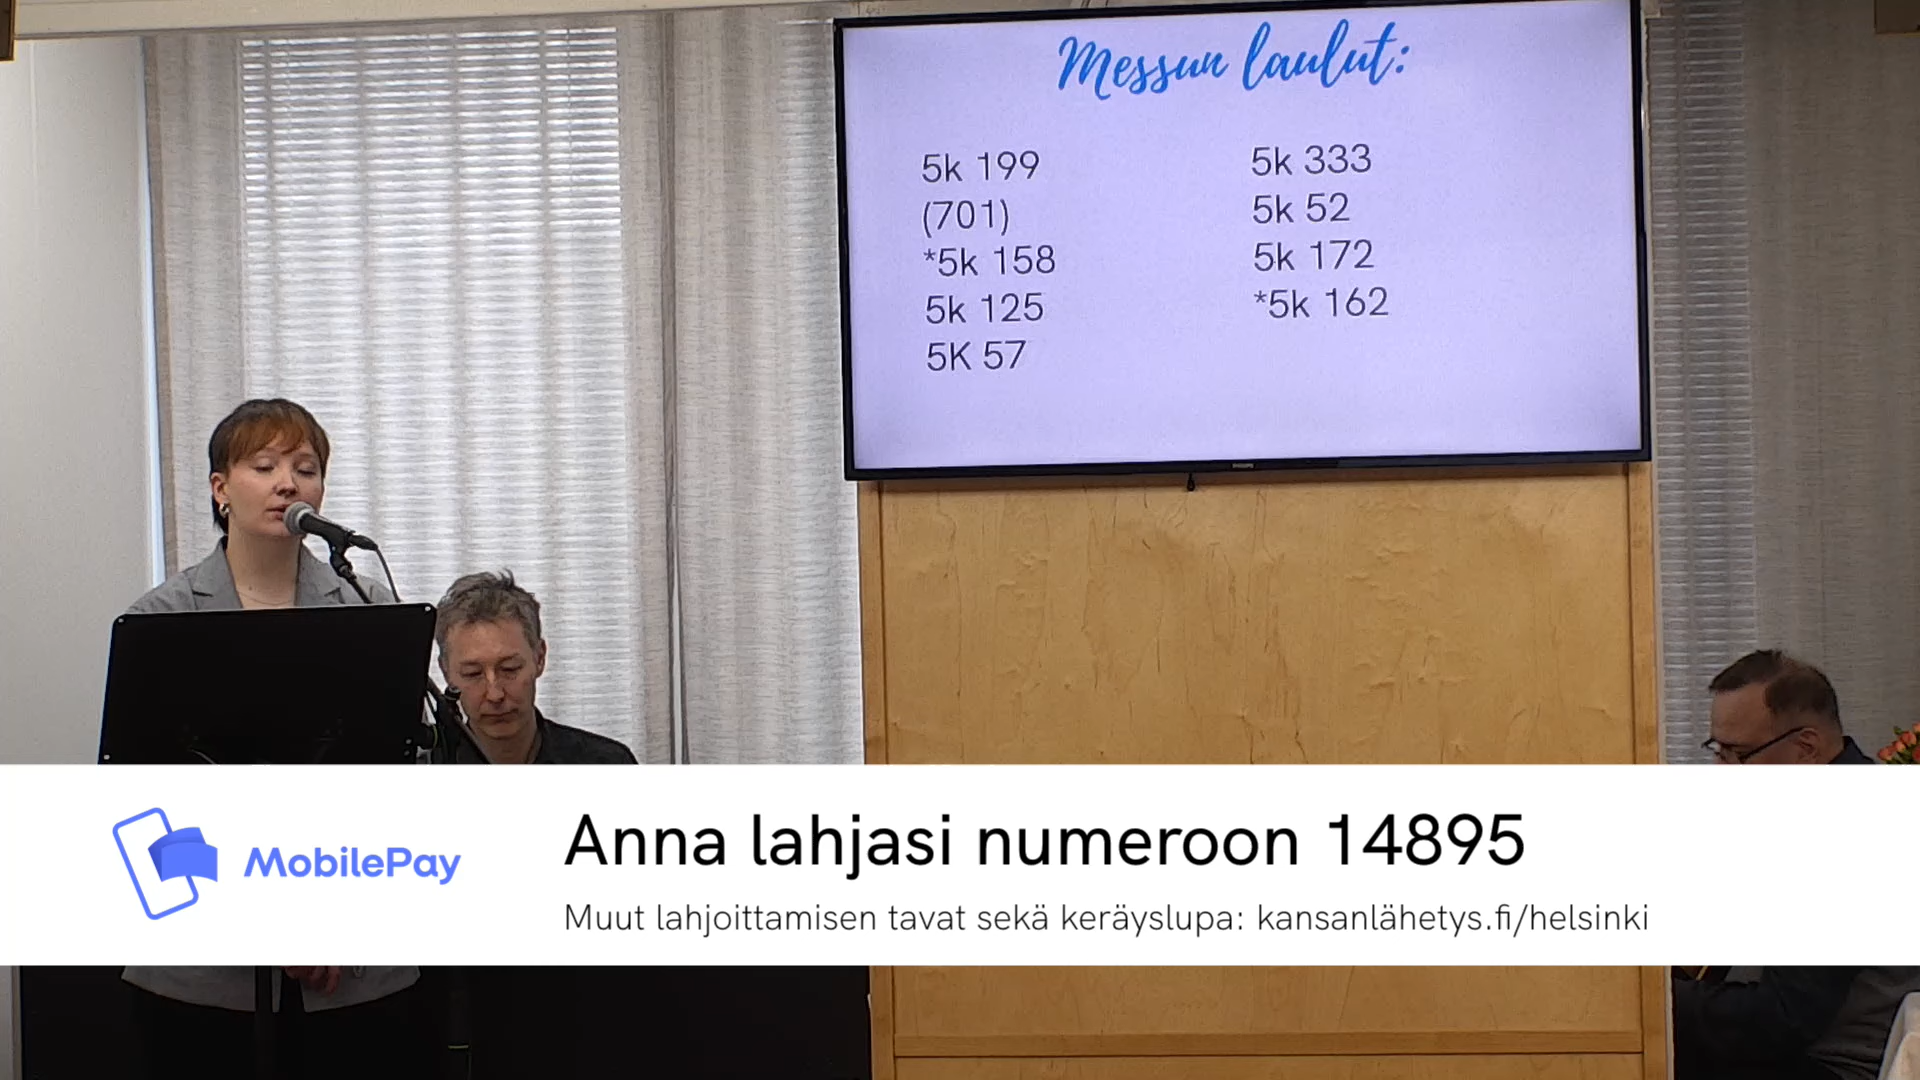 Messun laulut:
5k 199
(701)
*5k 158
5k 125
5K 57
5k 333
5k 52
5k 172
*5k 162
PHILIPS
MobilePay
Anna lahjasi numeroon 14895
Muut lahjoittamisen tavat sekä keräyslupa: kansanlähetys.fi/helsinki